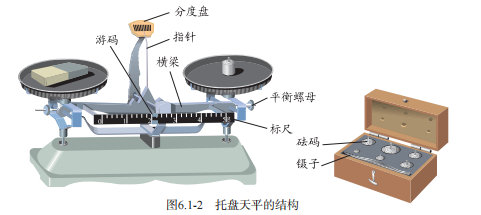 分度盘
游码
指针
横梁
平衡螺母
标尺
砝码
镊子
图6.1-2 托盘天平的结构